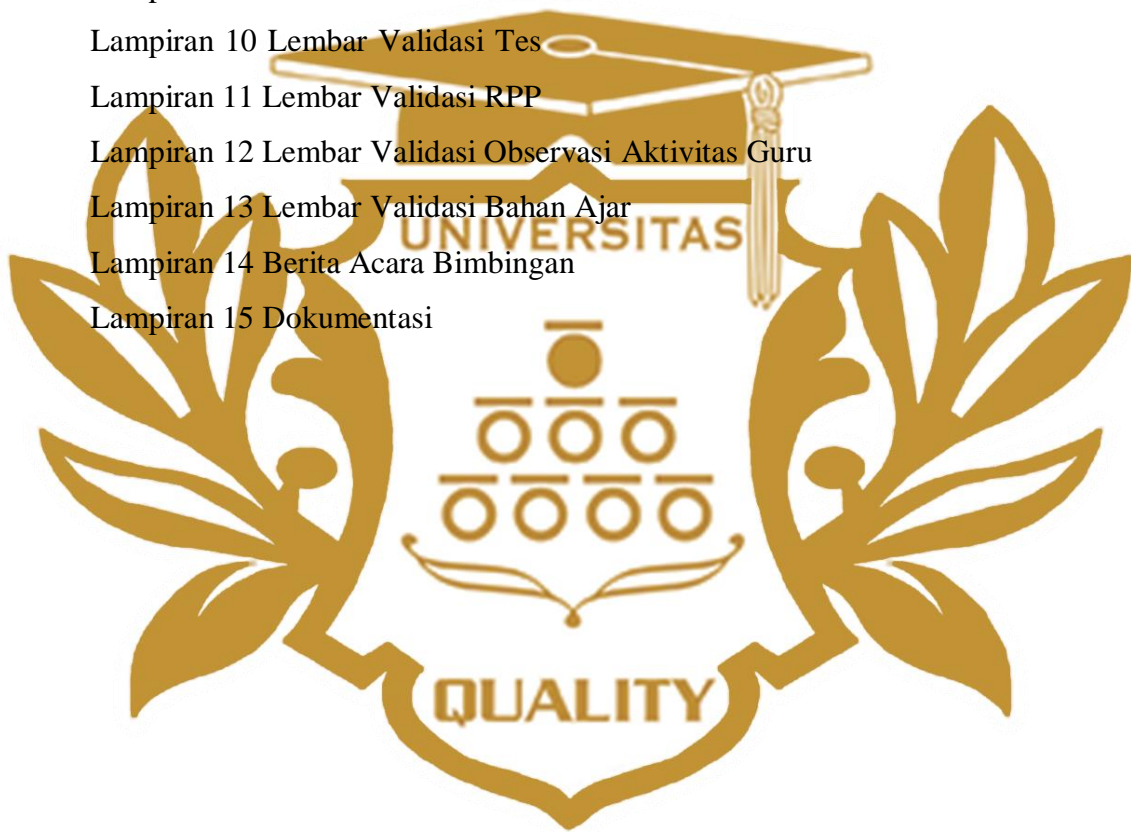 Lampiran 10 Lembar Validasi Tes
Lampiran 11 Lembar Validasi RPP
Lampiran 12 Lembar Validasi Observasi Aktivitas Guru
Lampiran 13 Lembar Validasi Bahan Ajar
UNIVERSITAS
Lampiran 14 Berita Acara Bimbingan
Lampiran 15 Dokumentasi
QUALITY